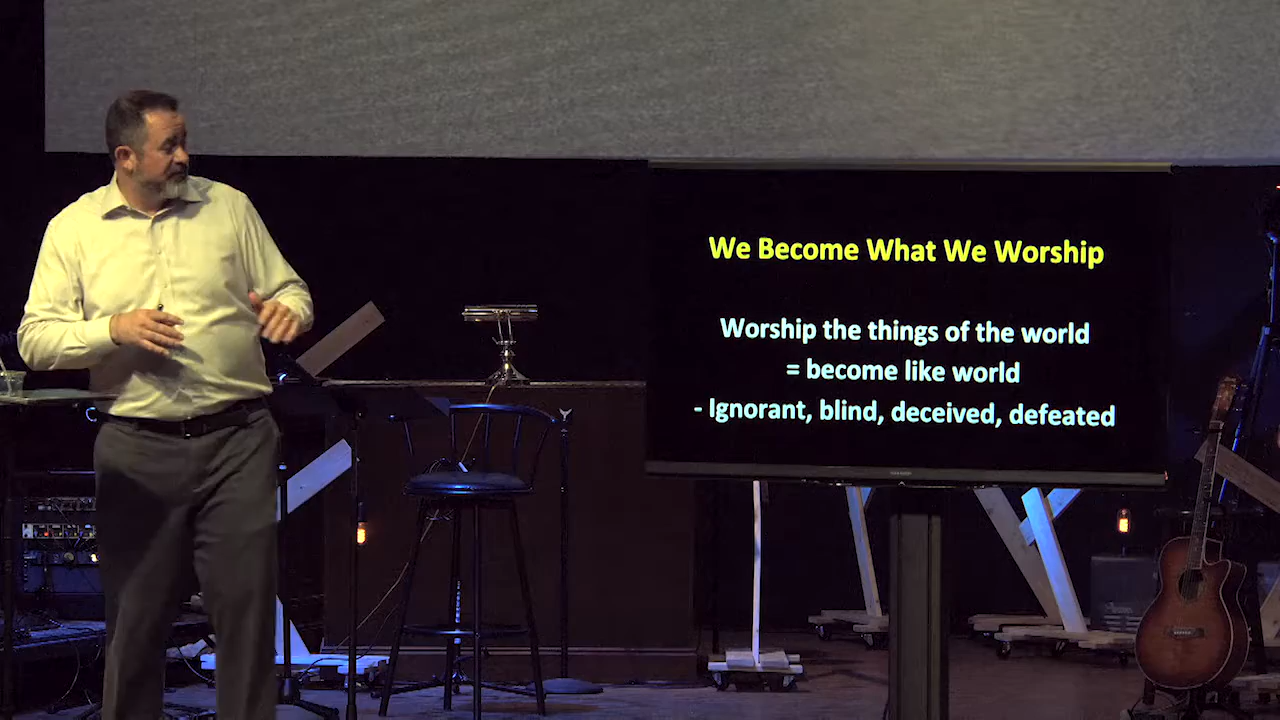 We Become What We Worship
Worship the things of the world
= become like world
- Ignorant, blind, deceived, defeated